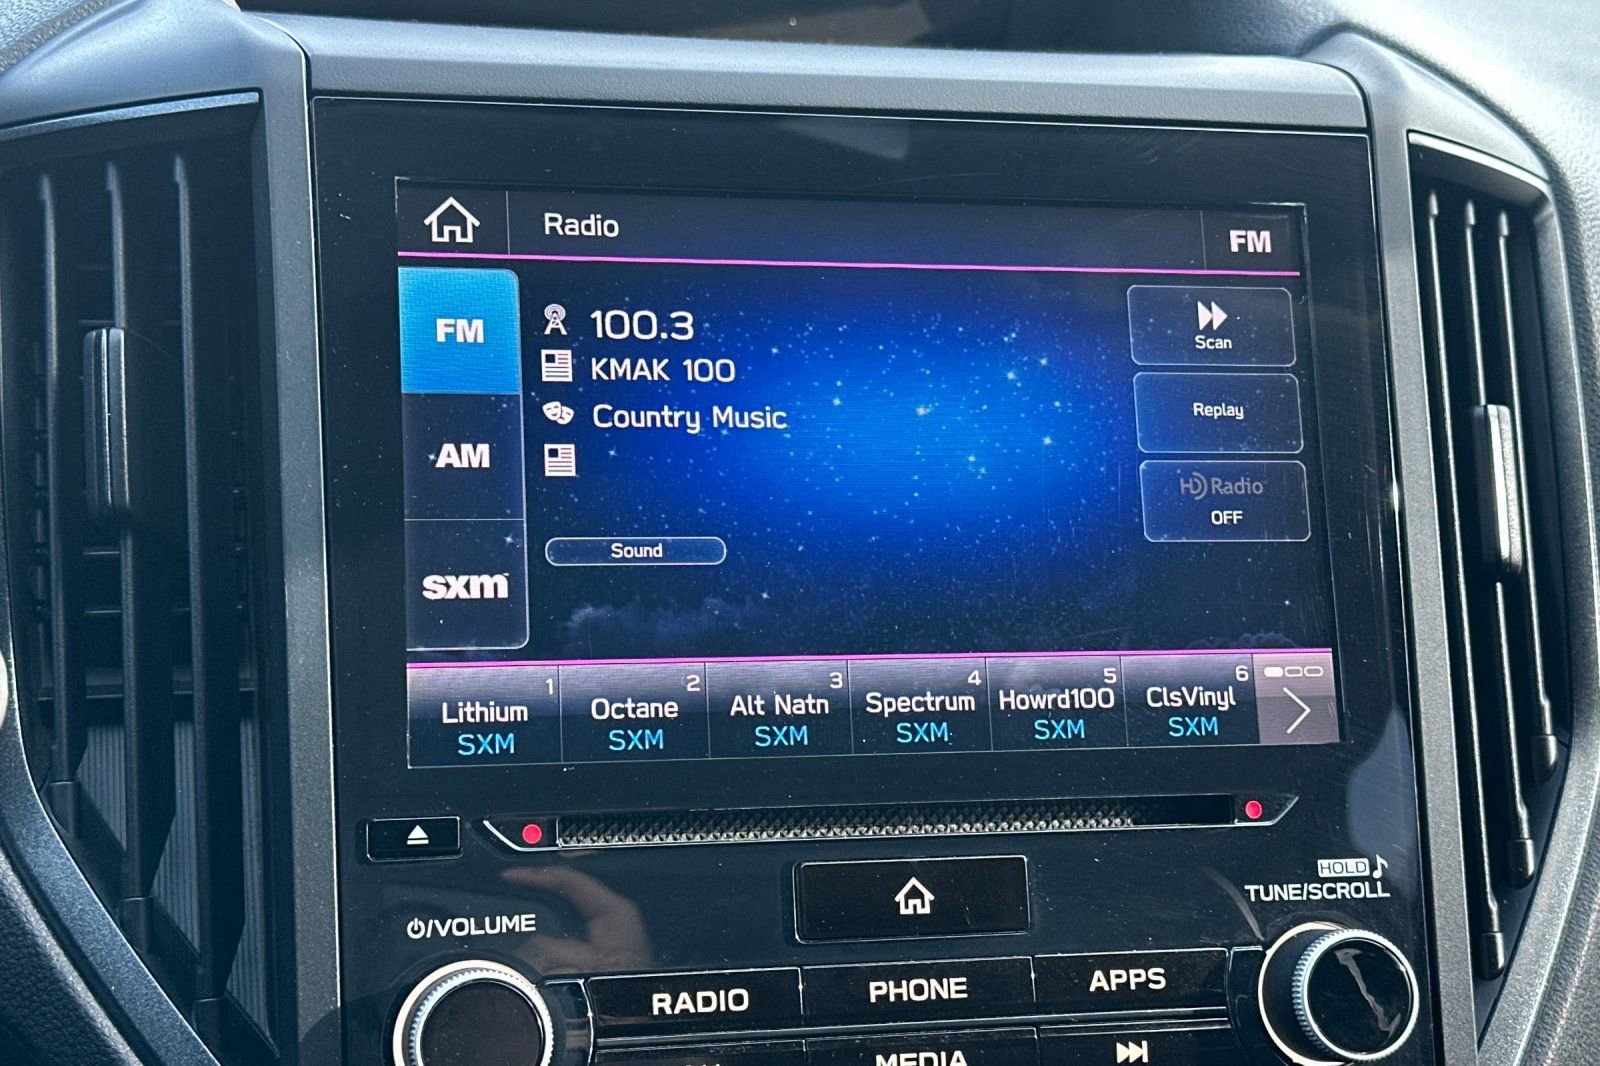 Radio
FM
FM
100.3
KMAK 100
Country Music
AM
sxm
Scan
Replay
HD Radio
OFF
Sound
1
Lithium
SXM
2
Octane
SXM
3
Alt Natn
SXM
4
Spectrum
SXM
5
Howrd100
SXM
6
ClsVinyl
SXM
HOLD
TUNE/SCROLL
/VOLUME
RADIO
PHONE
APPS
MEDIA